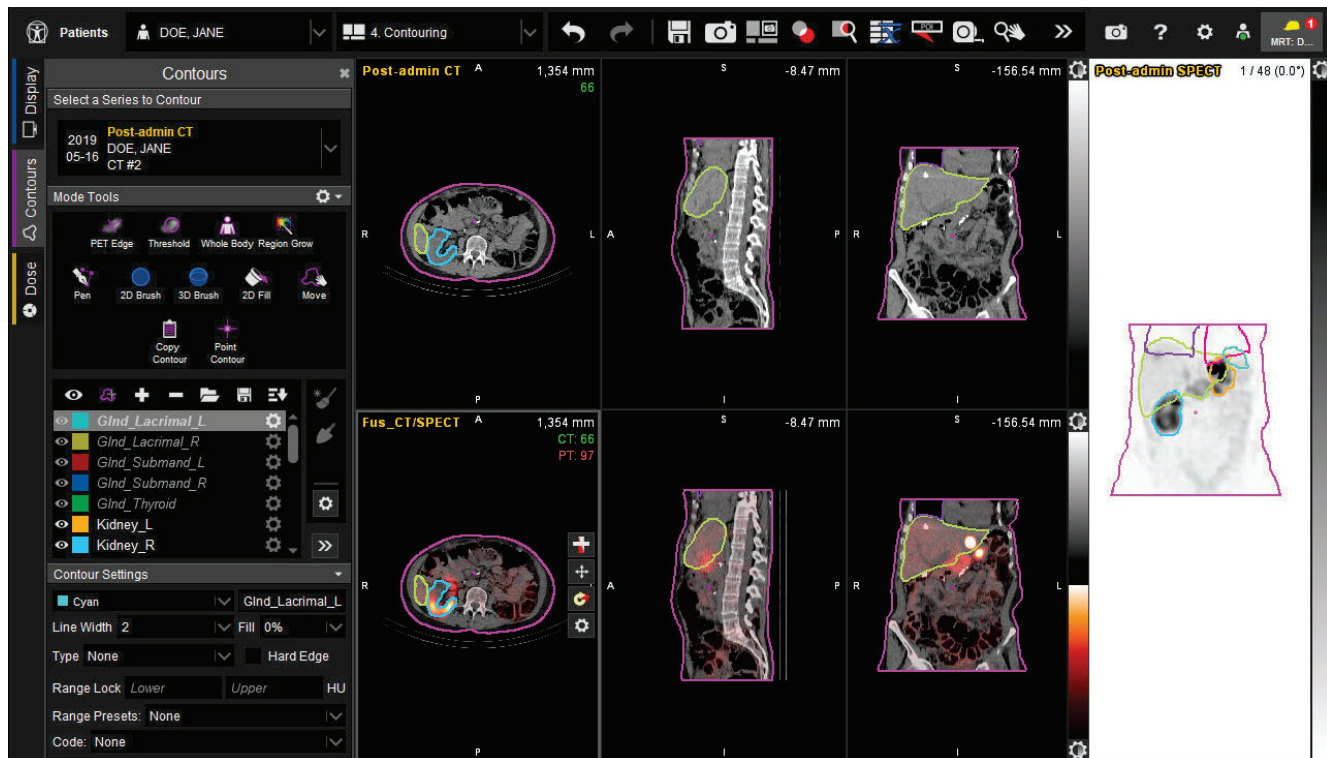 Patients DOE, JANE 4. Contouring POI ? 1
MRT: D...
Display
Contours
Dose
Contours
Select a Series to Contour
2019
05-16
Post-admin CT
DOE, JANE
CT #2
Mode Tools
PET Edge Threshold Whole Body Region Grow
Pen 2D Brush 3D Brush 2D Fill Move
Copy
Contour
Point
Contour
Glnd_Lacrimal_L
Glnd_Lacrimal_R
Glnd_Submand_L
Glnd_Submand_R
Glnd_Thyroid
Kidney_L
Kidney_R
Contour Settings
Cyan Glnd_Lacrimal_L
Line Width 2 Fill 0%
Type None Hard Edge
Range Lock Lower Upper HU
Range Presets: None
Code: None
Post-admin CT A 1,354 mm
66
R L
P
S -8.47 mm
A P
I
S -156.54 mm
R L
I
Fus_CT/SPECT A 1,354 mm
CT: 66
PT: 97
R
P
S -8.47 mm
A P
I
S -156.54 mm
R L
I
Post-admin SPECT 1 / 48 (0.0°)